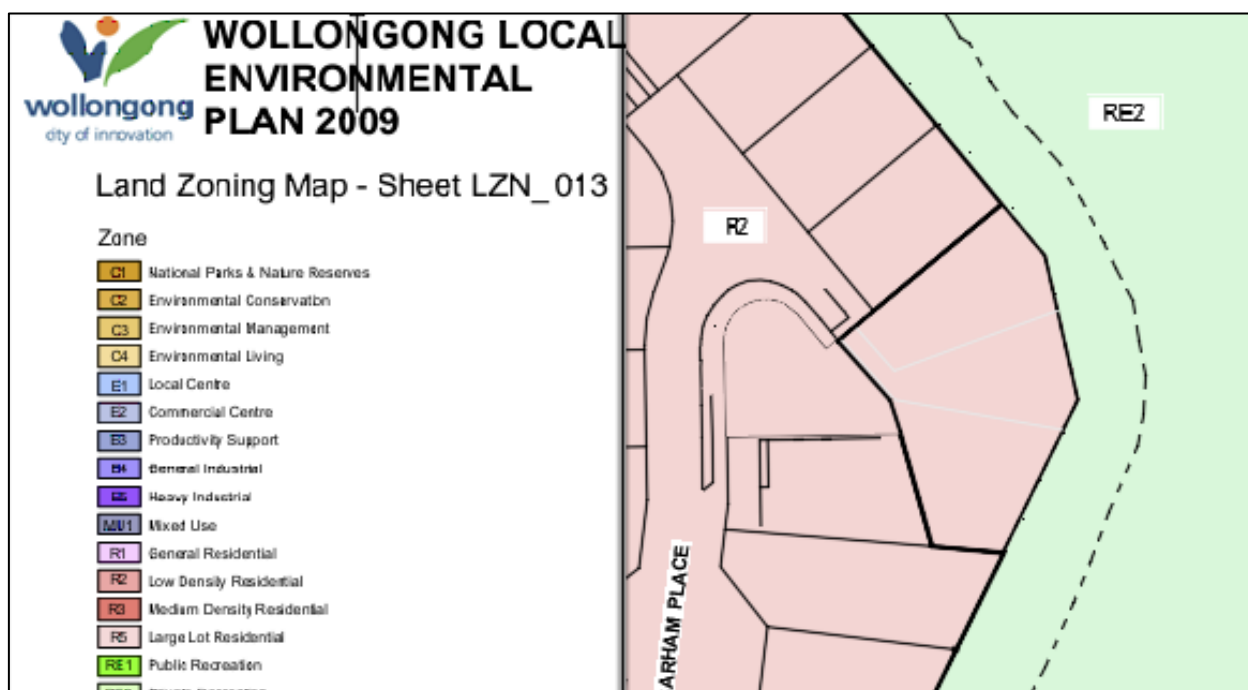 WOLLONGONG LOCAL
ENVIRONMENTAL
PLAN 2009
wollongong
city of innovation
Land Zoning Map - Sheet LZN_013
Zone
C1 National Parks & Nature Reserves
C2 Environmental Conservation
C3 Environmental Management
C4 Environmental Living
E1 Local Centre
E2 Commercial Centre
E3 Productivity Support
E4 General Industrial
E5 Heavy Industrial
MU1 Mixed Use
R1 General Residential
R2 Low Density Residential
R3 Medium Density Residential
R5 Large Lot Residential
RE1 Public Recreation
RE2
R2
ARHAM PLACE